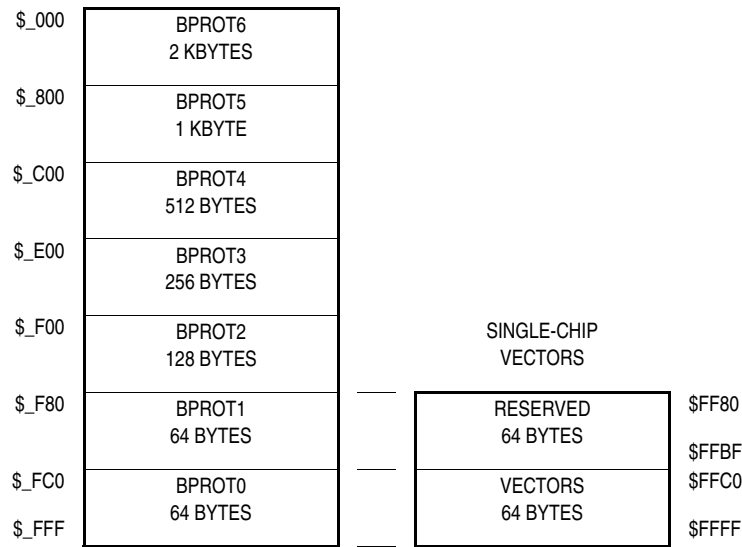 $_000
BPROT6
2 KBYTES
$_800
BPROT5
1 KBYTE
$_C00
BPROT4
512 BYTES
$_E00
BPROT3
256 BYTES
$_F00
BPROT2
128 BYTES
SINGLE-CHIP
VECTORS
$_F80
BPROT1
64 BYTES
RESERVED
64 BYTES
$FF80
$FFBF
$_FC0
BPROT0
64 BYTES
$_FFF
VECTORS
64 BYTES
$FFC0
$FFFF